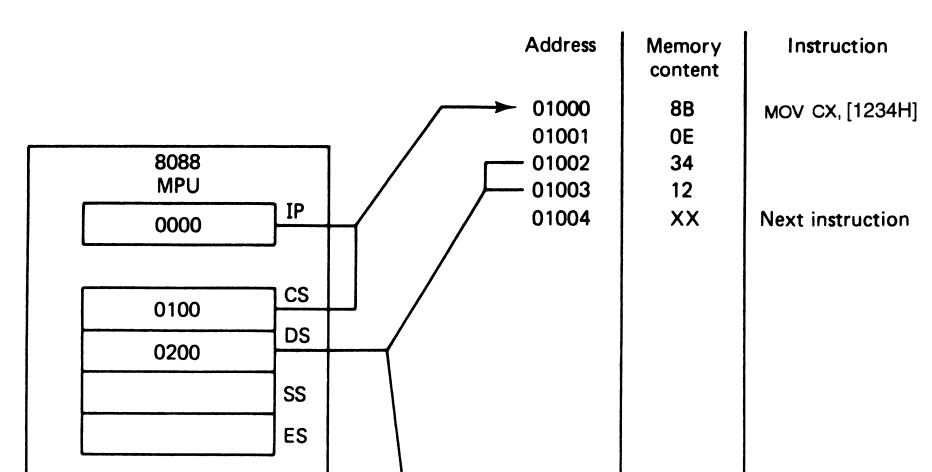 Address Memory content Instruction
01000 8B MOV CX, [1234H]
01001 0E
01002 34
01003 12
01004 XX Next instruction
8088
MPU
0000 IP
0100 CS
0200 DS
SS
ES